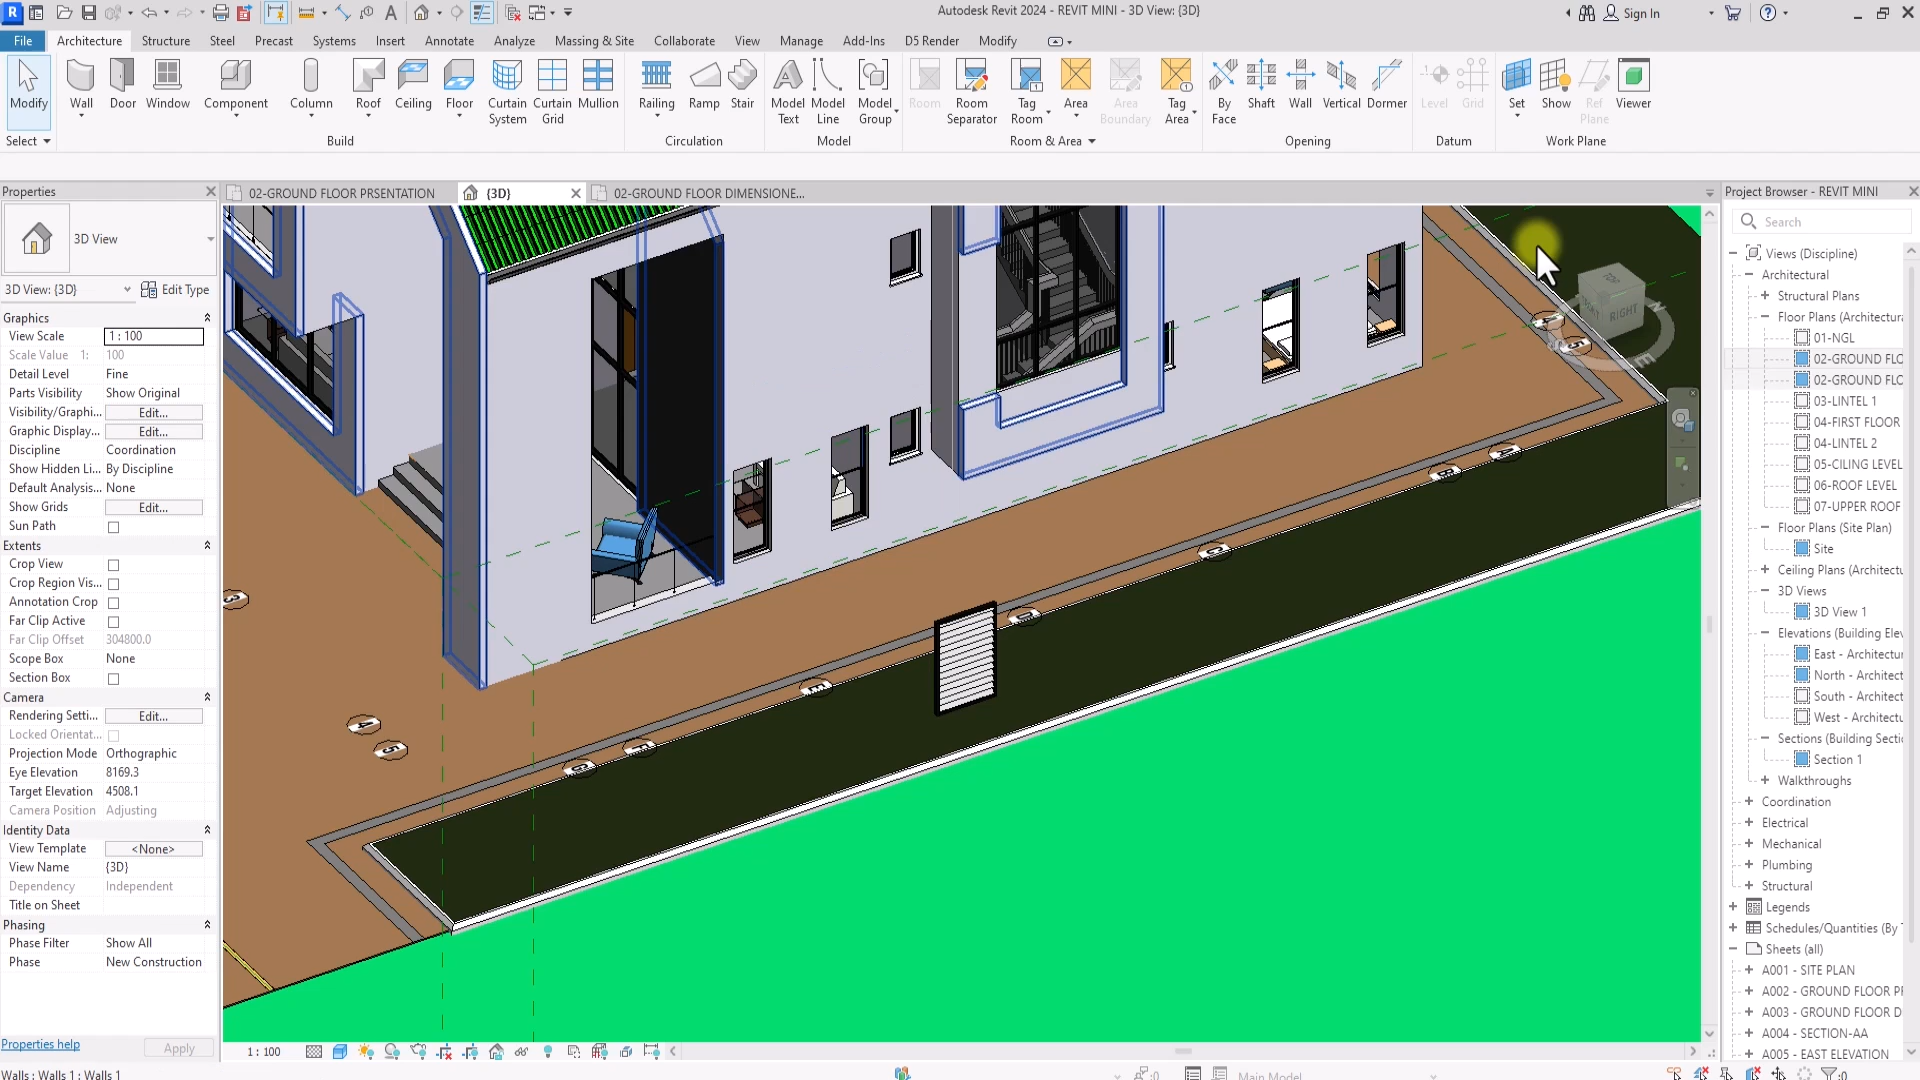 Autodesk Revit 2024 - REVIT MINI - 3D View: {3D}
Sign In
File Architecture Structure Steel Precast Systems Insert Annotate Analyze Massing & Site Collaborate View Manage Add-Ins D5 Render Modify
Modify
Wall
Door
Window
Component
Column
Roof
Ceiling
Floor
Curtain System
Curtain Grid
Mullion
Railing
Ramp
Stair
Model Text
Model Line
Model Group
Room
Room Separator
Tag Room
Area
Area Boundary
Tag Area
By Face
Shaft
Wall
Vertical
Dormer
Level
Grid
Set
Show
Ref Plane
Viewer
Select
Build
Circulation
Model
Room & Area
Opening
Datum
Work Plane
Properties
02-GROUND FLOOR PRSENTATION
{3D}
02-GROUND FLOOR DIMENSIONE...
Project Browser - REVIT MINI
3D View
3D View: {3D}
Edit Type
Graphics
View Scale 1 : 100
Scale Value 1: 100
Detail Level Fine
Parts Visibility Show Original
Visibility/Graphi... Edit...
Graphic Display... Edit...
Discipline Coordination
Show Hidden Li... By Discipline
Default Analysis... None
Show Grids Edit...
Sun Path
Extents
Crop View
Crop Region Vis...
Annotation Crop
Far Clip Active
Far Clip Offset 304800.0
Scope Box None
Section Box
Camera
Rendering Setti... Edit...
Locked Orientat...
Projection Mode Orthographic
Eye Elevation 8169.3
Target Elevation 4508.1
Camera Position Adjusting
Identity Data
View Template <None>
View Name {3D}
Dependency Independent
Title on Sheet
Phasing
Phase Filter Show All
Phase New Construction
Properties help
Apply
TOP
RIGHT
N
E
4
5
A
B
C
D
E
F
G
3
4
5
Search
Views (Discipline)
Architectural
Structural Plans
Floor Plans (Architectura
01-NGL
02-GROUND FLO
02-GROUND FLO
03-LINTEL 1
04-FIRST FLOOR
04-LINTEL 2
05-CILING LEVEL
06-ROOF LEVEL
07-UPPER ROOF
Floor Plans (Site Plan)
Site
Ceiling Plans (Architectu
3D Views
3D View 1
Elevations (Building Elev
East - Architectur
North - Architect
South - Architect
West - Architectu
Sections (Building Secti
Section 1
Walkthroughs
Coordination
Electrical
Mechanical
Plumbing
Structural
Legends
Schedules/Quantities (By
Sheets (all)
A001 - SITE PLAN
A002 - GROUND FLOOR P
A003 - GROUND FLOOR D
A004 - SECTION-AA
A005 - EAST ELEVATION
1 : 100
Walls : Walls 1 : Walls 1
:0
Main Model
:0